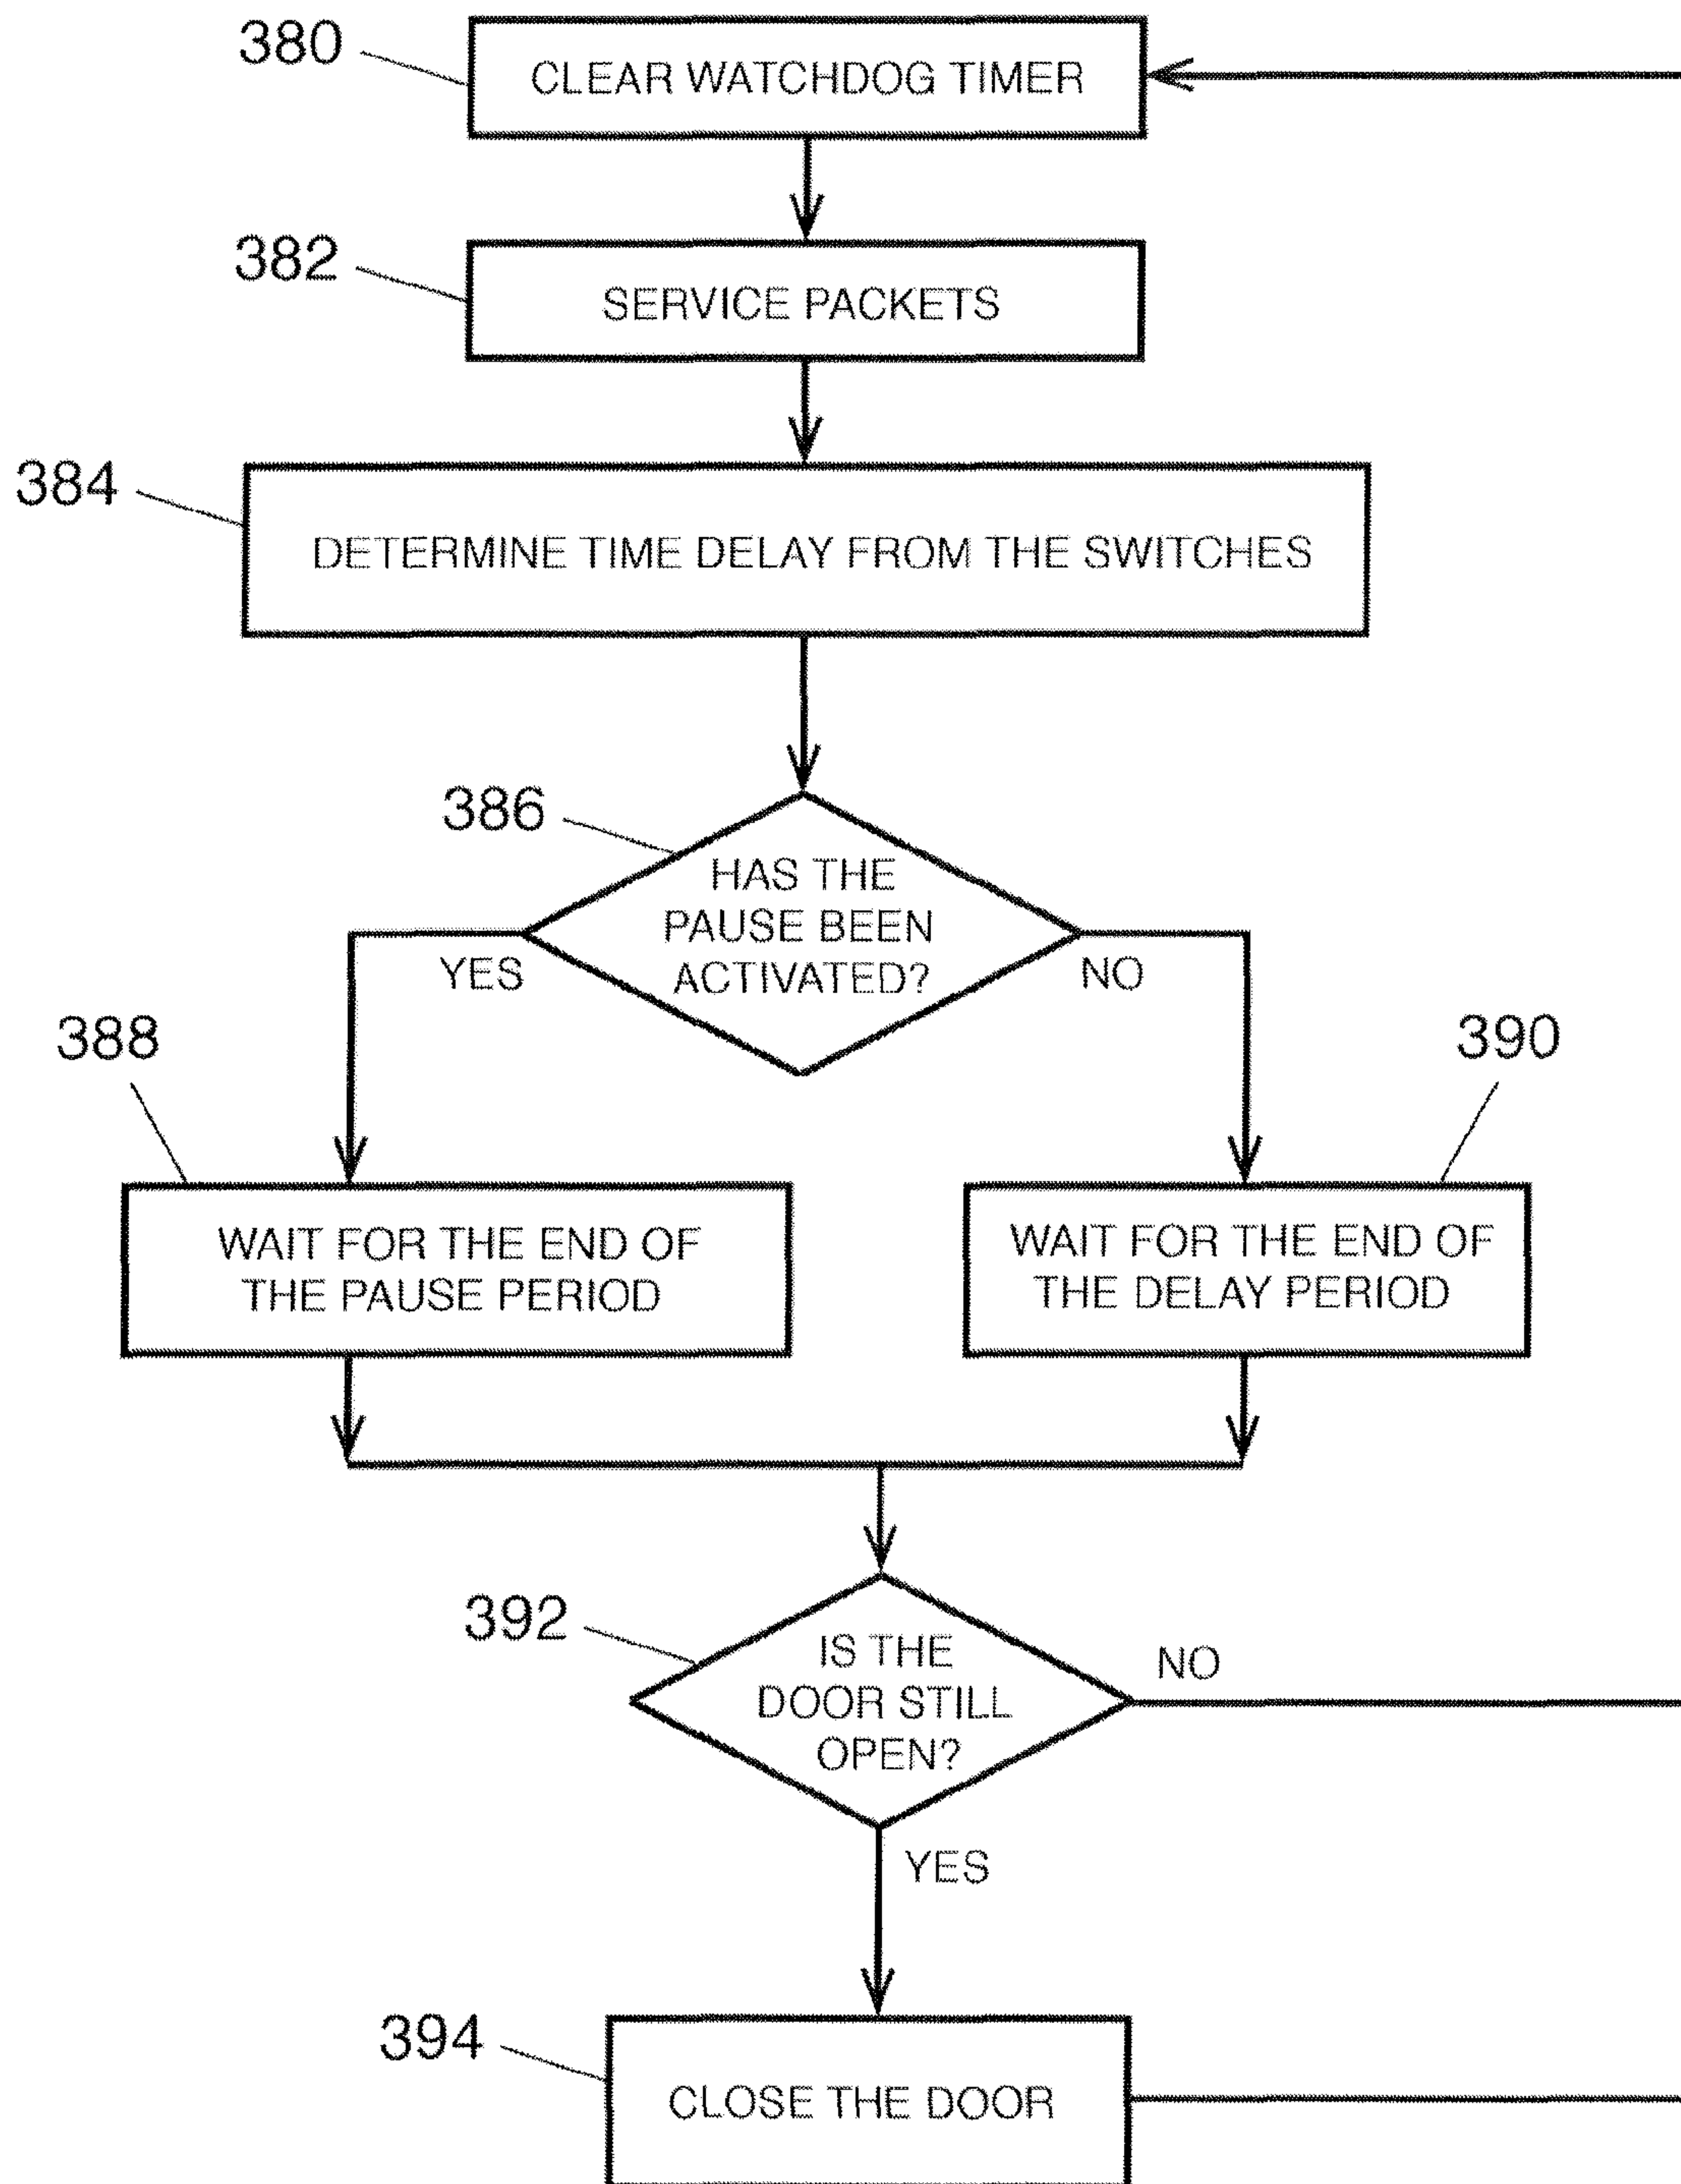 380
CLEAR WATCHDOG TIMER
382
SERVICE PACKETS
384
DETERMINE TIME DELAY FROM THE SWITCHES
386
HAS THE
PAUSE BEEN
ACTIVATED?
YES
NO
388
390
WAIT FOR THE END OF
THE PAUSE PERIOD
WAIT FOR THE END OF
THE DELAY PERIOD
392
IS THE
DOOR STILL
OPEN?
NO
YES
394
CLOSE THE DOOR